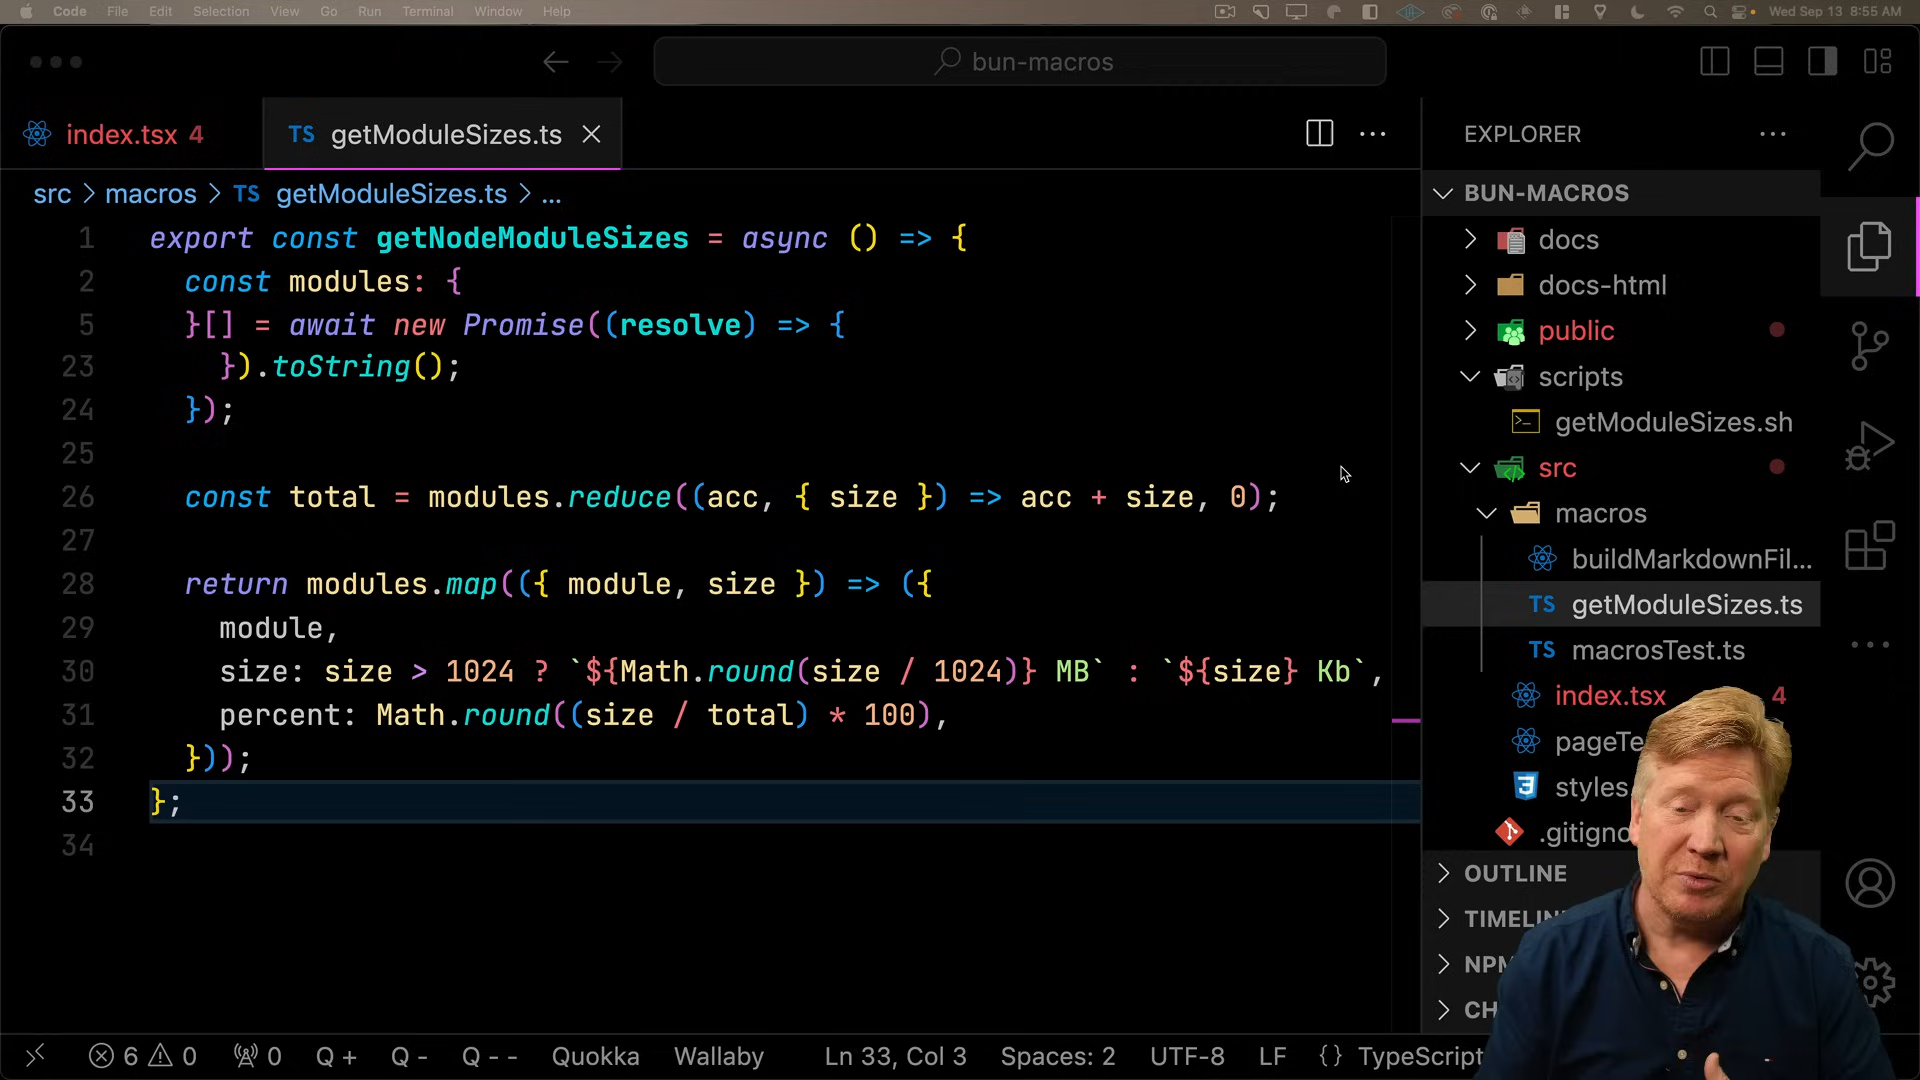 Code File Edit Selection View Go Run Terminal Window Help Wed Sep 13 8:55 AM
bun-macros
index.tsx 4
TS getModuleSizes.ts
EXPLORER
src > macros > TS getModuleSizes.ts > ...
BUN-MACROS
1 export const getNodeModuleSizes = async () => {
2 const modules: {
5 }[] = await new Promise((resolve) => {
23 }).toString();
24 });
25
26 const total = modules.reduce((acc, { size }) => acc + size, 0);
27
28 return modules.map(({ module, size }) => ({
29 module,
30 size: size > 1024 ? `${Math.round(size / 1024)} MB` : `${size} Kb`,
31 percent: Math.round((size / total) * 100),
32 }));
33 };
34
docs
docs-html
public
scripts
getModuleSizes.sh
src
macros
buildMarkdownFil...
TS getModuleSizes.ts
TS macrosTest.ts
index.tsx 4
pageTe
styles.
.gitigno
OUTLINE
TIMELIN
NPM
CH
6 0 0 Q + Q - Q - - Quokka Wallaby Ln 33, Col 3 Spaces: 2 UTF-8 LF {} TypeScript